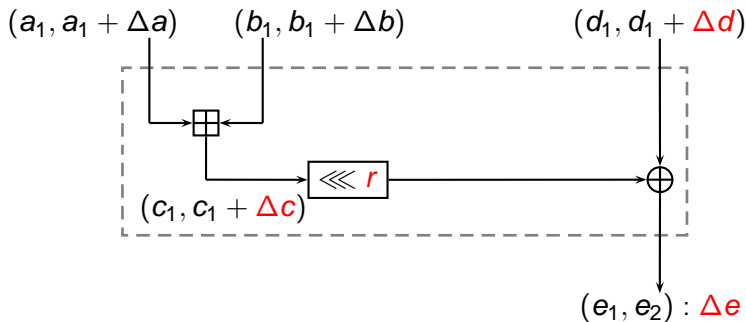 (a₁, a₁ + Δa) (b₁, b₁ + Δb) (d₁, d₁ + Δd)
⋘ r
(c₁, c₁ + Δc)
(e₁, e₂) : Δe